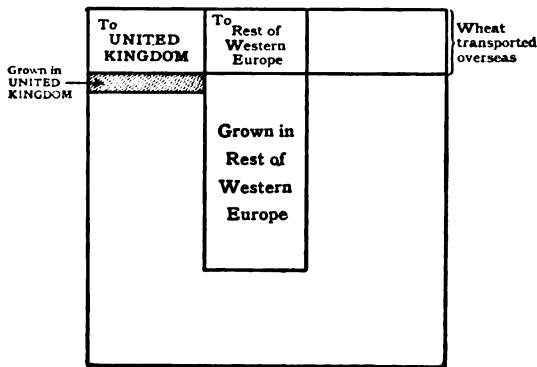 To
UNITED
KINGDOM
To
Rest of
Western
Europe
Wheat
transported
overseas
Grown in
UNITED
KINGDOM
Grown in
Rest of
Western
Europe